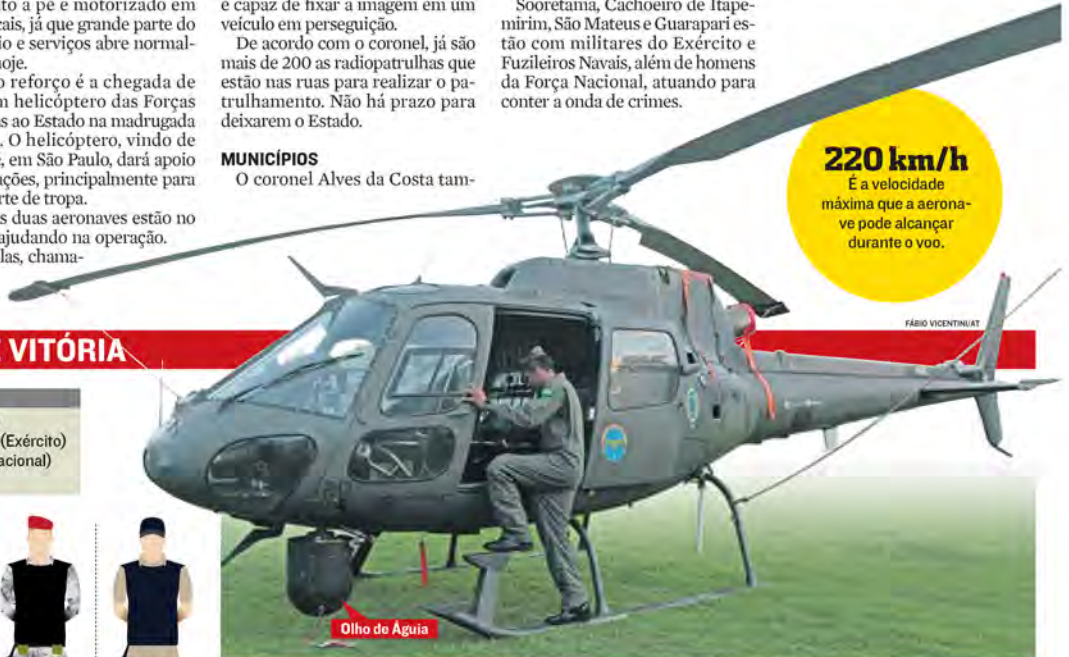 to a pé e motorizado em
cais, já que grande parte do
io e serviços abre normal-
hoje.
o reforço é a chegada de
m helicóptero das Forças
as ao Estado na madrugada
. O helicóptero, vindo de
, em São Paulo, dará apoio
ações, principalmente para
rte de tropa.
s duas aeronaves estão no
ajudando na operação.
las, chama-
é capaz de fixar a imagem em um
veículo em perseguição.
De acordo com o coronel, já são
mais de 200 as radiopatrulhas que
estão nas ruas para realizar o pa-
trulhamento. Não há prazo para
deixarem o Estado.
MUNICÍPIOS
O coronel Alves da Costa tam-
Sooretama, Cachoeiro de Itape-
mirim, São Mateus e Guarapari es-
tão com militares do Exército e
Fuzileiros Navais, além de homens
da Força Nacional, atuando para
conter a onda de crimes.
220 km/h
É a velocidade
máxima que a aerona-
ve pode alcançar
durante o voo.
FÁBIO VICENTINI/AT
E VITÓRIA
(Exército)
acional)
Olho de Águia